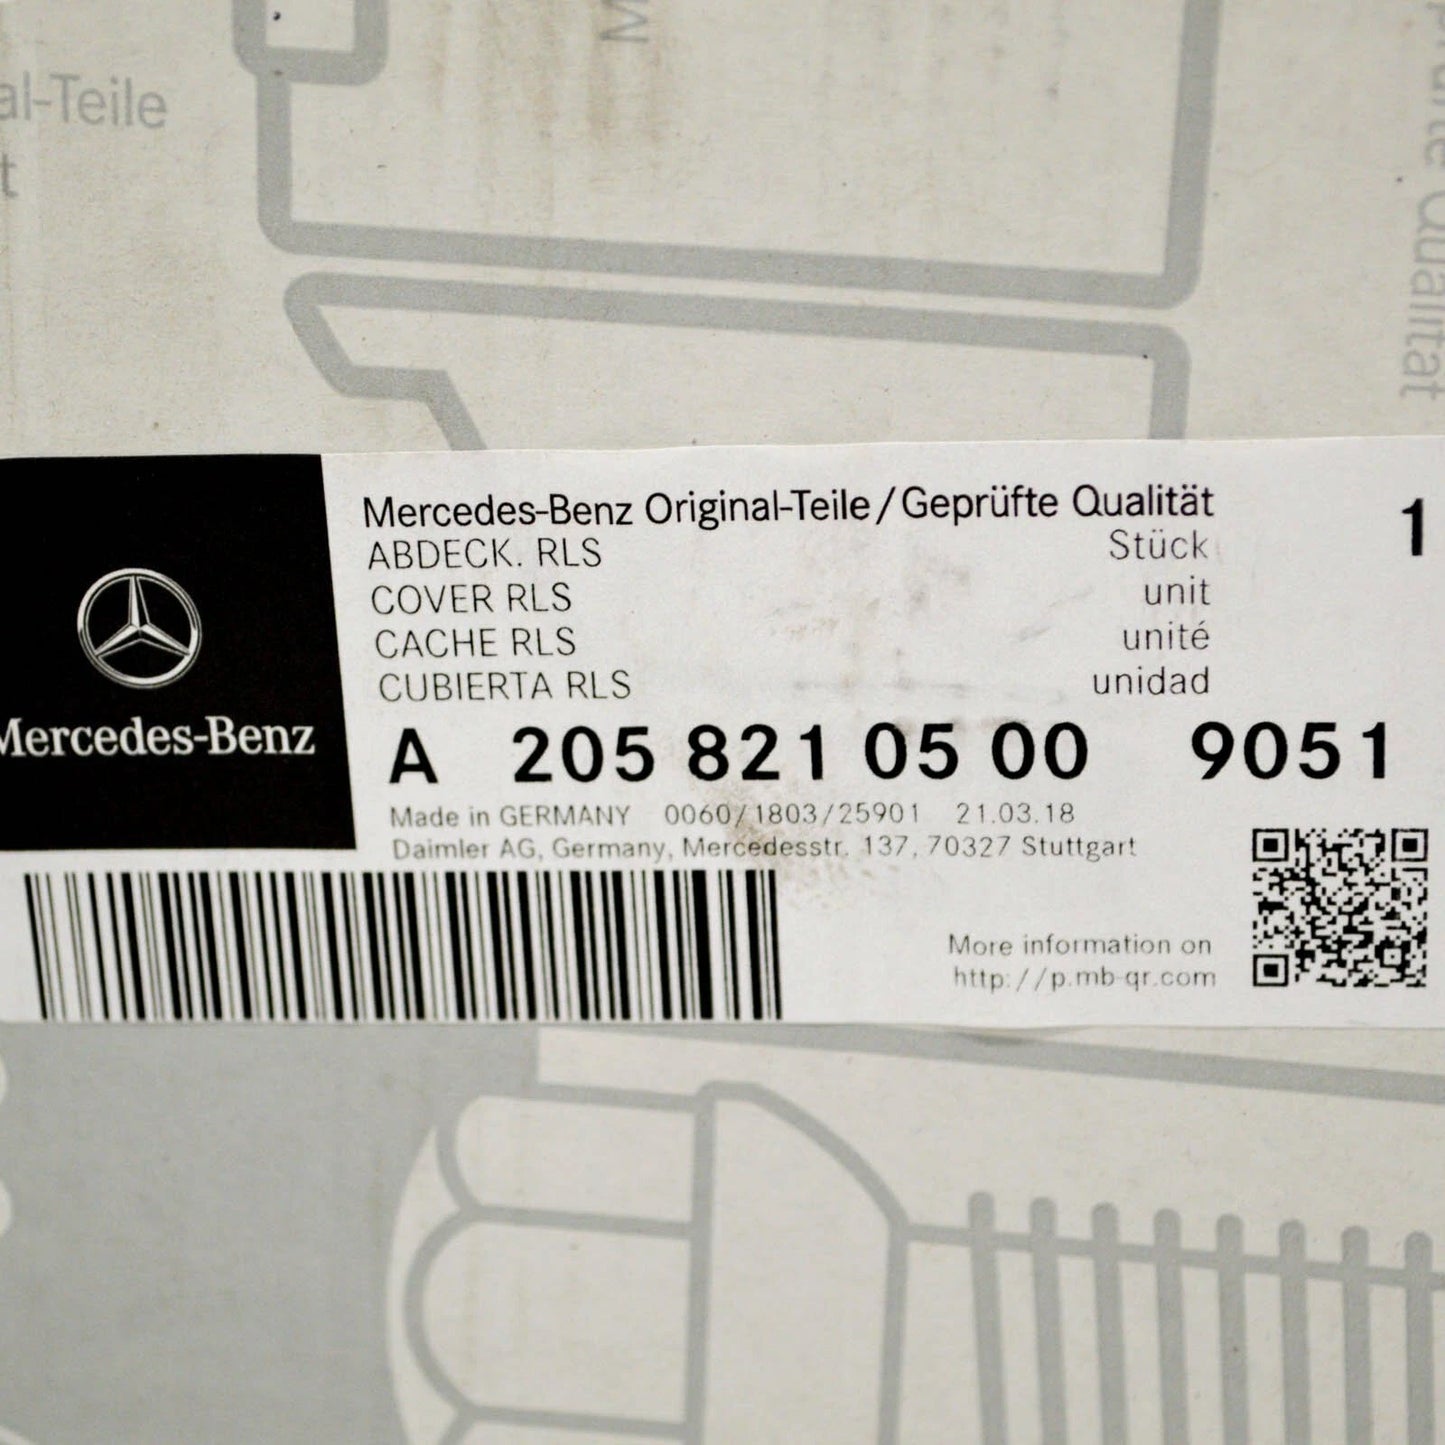 al-Teile
t
M
Qualität
Mercedes-Benz Original-Teile/Geprüfte Qualität 1
ABDECK. RLS Stück
COVER RLS unit
CACHE RLS unité
CUBIERTA RLS unidad
Mercedes-Benz
A 205 821 05 00 9051
Made in GERMANY 0060/1803/25901 21.03.18
Daimler AG, Germany, Mercedesstr. 137, 70327 Stuttgart
More information on
http://p.mb-qr.com